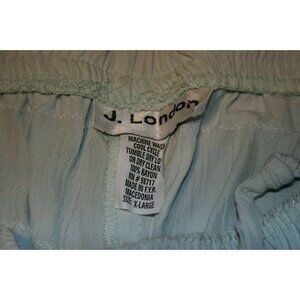 J. London
MACHINE WASH
COOL CYCLE
TUMBLE DRY LOW
OR DRY CLEAN
100% RAYON
RN # 98717
MADE IN F.Y.R.
MACEDONIA
SIZE: X-LARGE